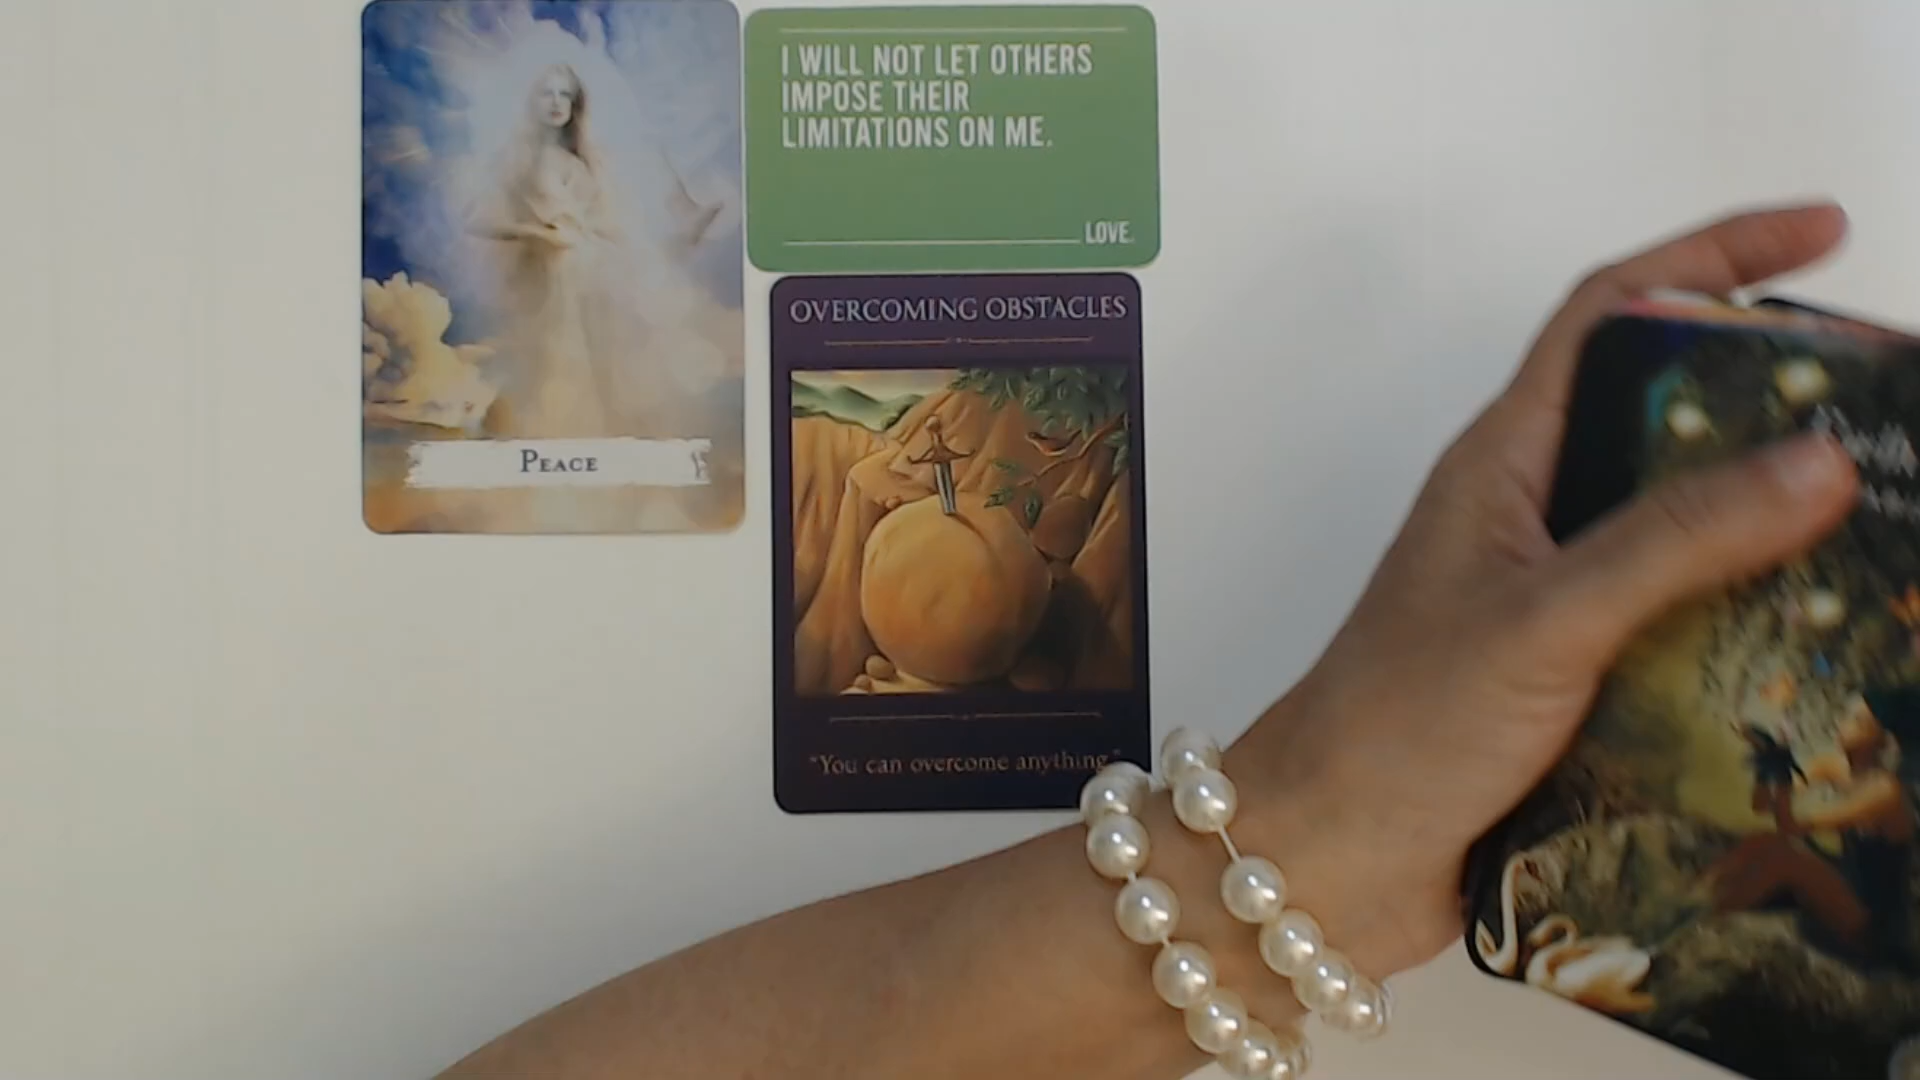 PEACE
I WILL NOT LET OTHERS
IMPOSE THEIR
LIMITATIONS ON ME.
LOVE.
OVERCOMING OBSTACLES
"You can overcome anything."